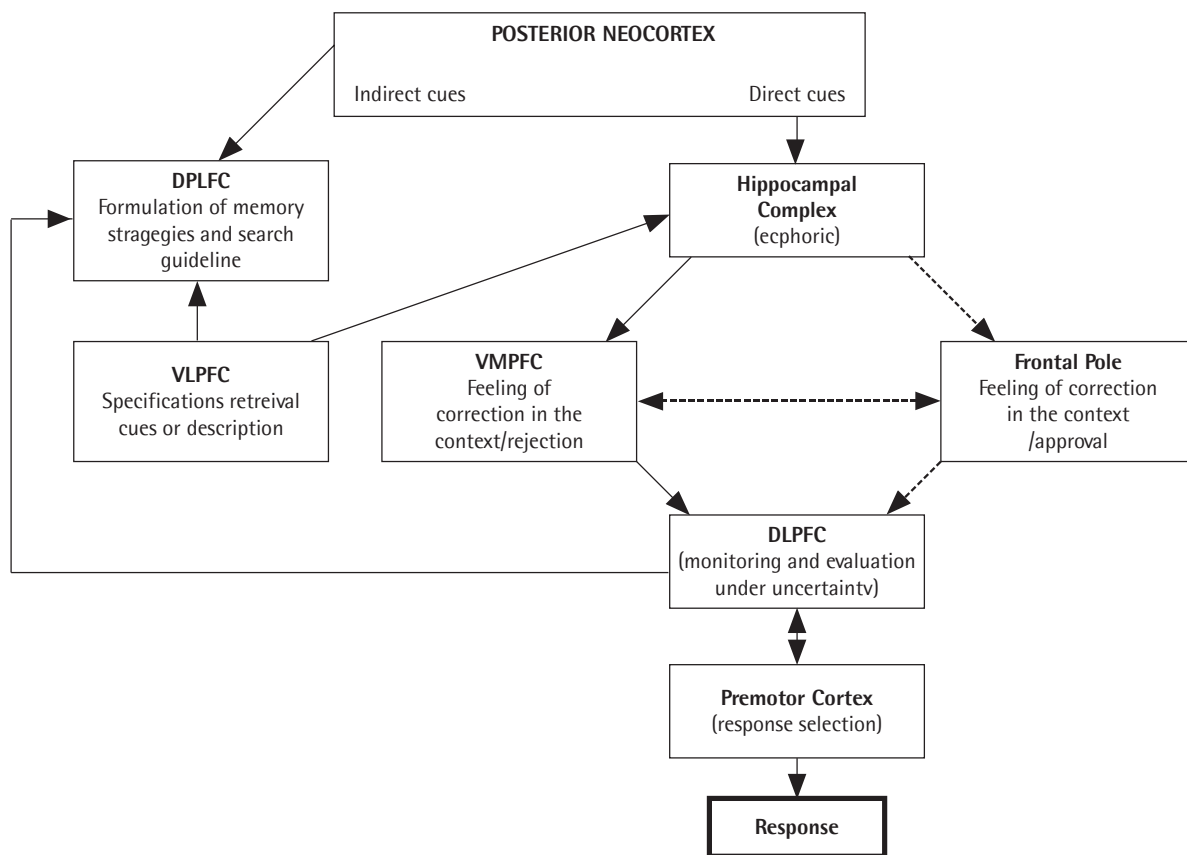 POSTERIOR NEOCORTEX
Indirect cues
Direct cues
DPLFC
Formulation of memory
stragegies and search
guideline
Hippocampal
Complex
(ecphoric)
VLPFC
Specifications retreival
cues or description
VMPFC
Feeling of
correction in the
context/rejection
Frontal Pole
Feeling of correction
in the context
/approval
DLPFC
(monitoring and evaluation
under uncertaintv)
Premotor Cortex
(response selection)
Response